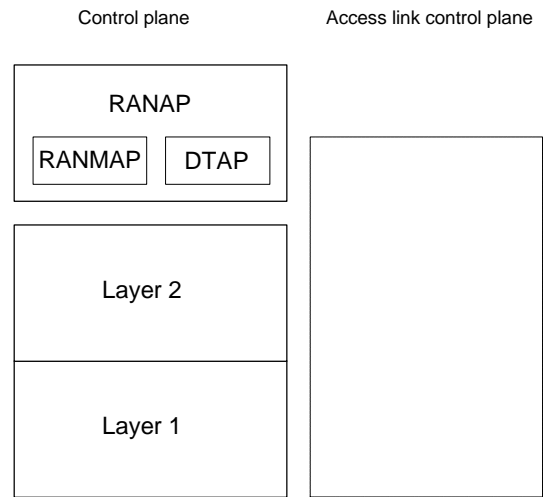 Control plane
Access link control plane
RANAP
RANMAP
DTAP
Layer 2
Layer 1